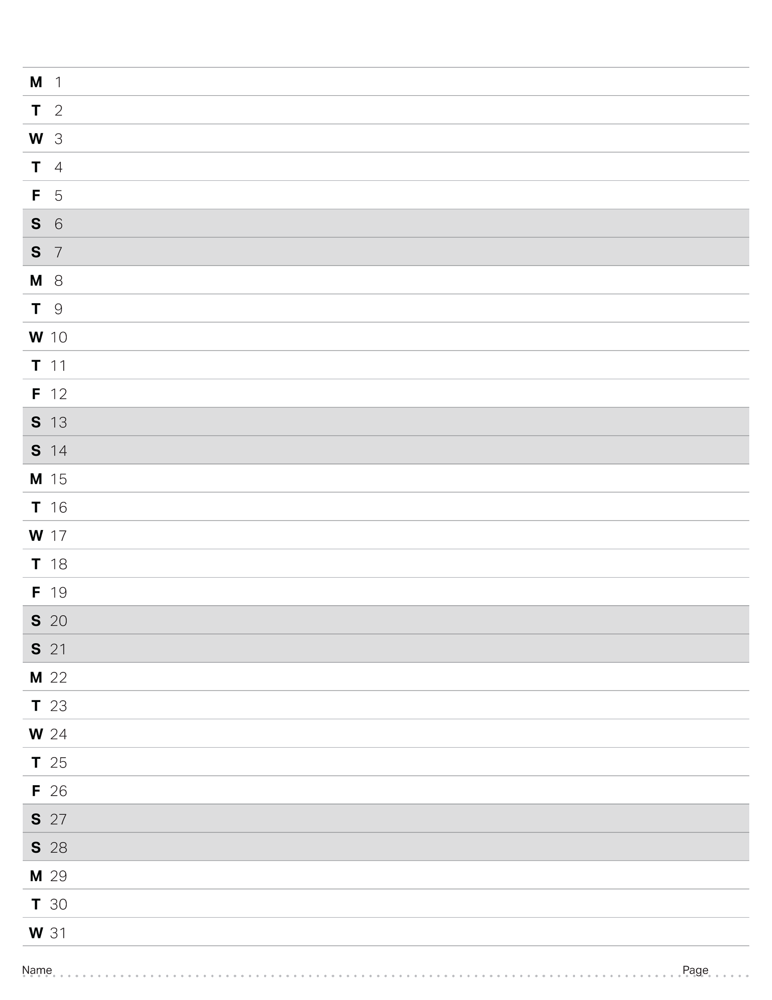 M 1
T 2
W 3
T 4
F 5
S 6
S 7
M 8
T 9
W 10
T 11
F 12
S 13
S 14
M 15
T 16
W 17
T 18
F 19
S 20
S 21
M 22
T 23
W 24
T 25
F 26
S 27
S 28
M 29
T 30
W 31
Name Page